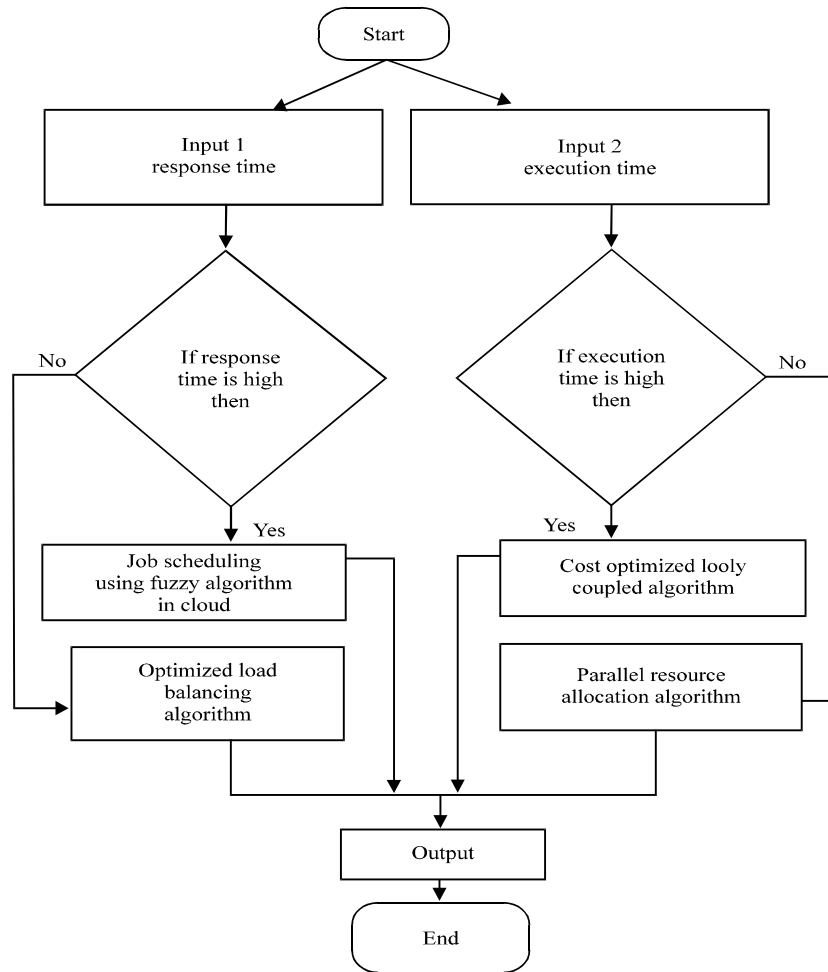 Start
Input 1
response time
Input 2
execution time
No
If response
time is high
then
If execution
time is high
then
No
Yes
Yes
Job scheduling
using fuzzy algorithm
in cloud
Cost optimized looly
coupled algorithm
Optimized load
balancing
algorithm
Parallel resource
allocation algorithm
Output
End